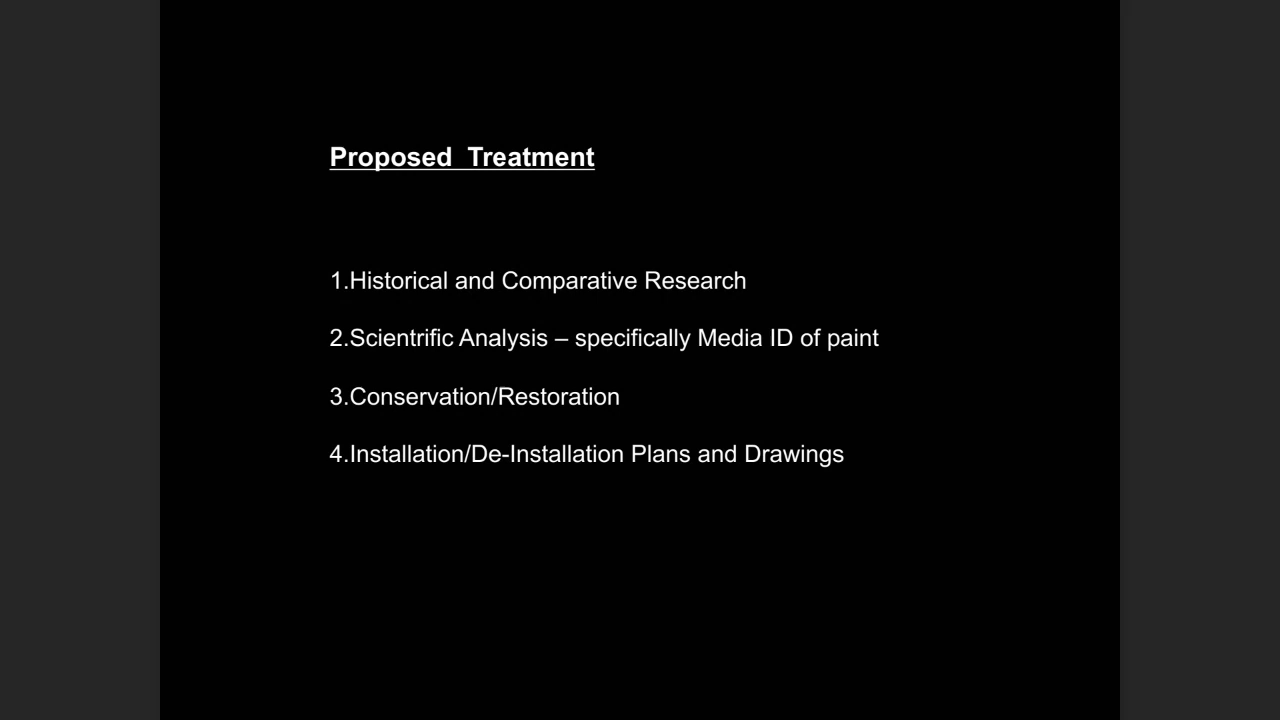 Proposed  Treatment
1.Historical and Comparative Research
2.Scientrific Analysis – specifically Media ID of paint
3.Conservation/Restoration
4.Installation/De-Installation Plans and Drawings